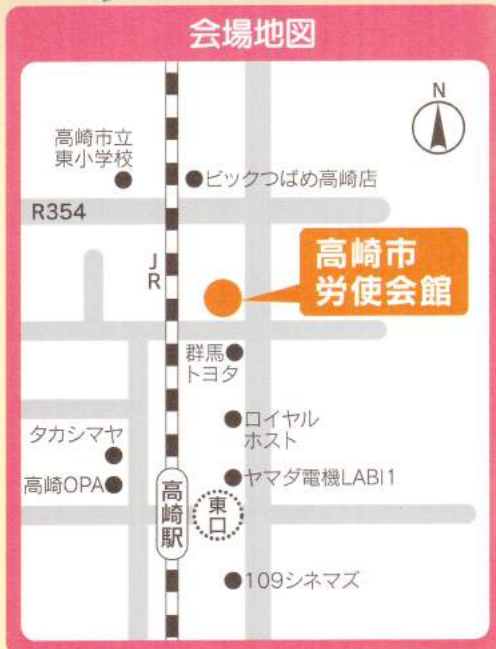 会場地図
N
高崎市立
東小学校
ビックつばめ高崎店
R354
高崎市
労使会館
JR
群馬
トヨタ
ロイヤル
ホスト
タカシマヤ
高崎OPA
ヤマダ電機LABI1
高崎駅
東口
109シネマズ